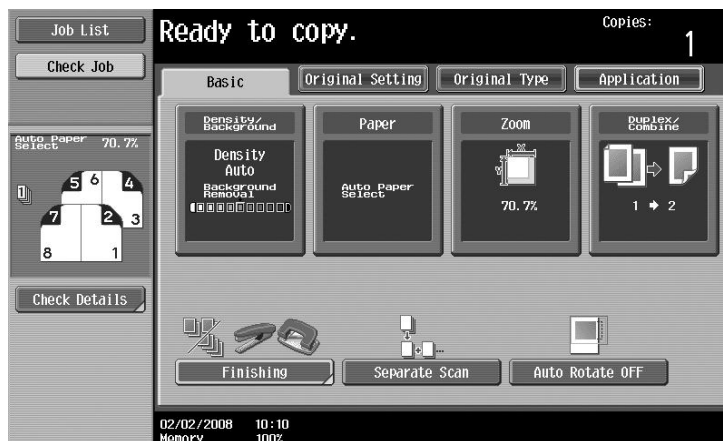 Job List
Check Job
Ready to copy.
Copies:
1
Basic
Original Setting
Original Type
Application
Density/
Background
Density
Auto
Background
Removal
Paper
Auto Paper
Select
Zoom
70.7%
Duplex/
Combine
1 → 2
Auto Paper
Select 70.7%
5 6 4
7 2 3
8 1
Check Details
Finishing
Separate Scan
Auto Rotate OFF
02/02/2008 10:10
Memory 100%